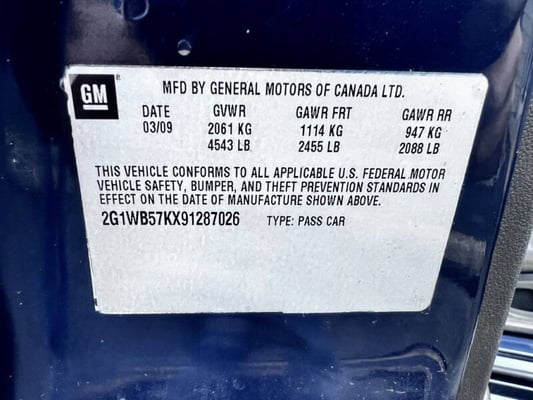 GM
MFD BY GENERAL MOTORS OF CANADA LTD.
DATE GVWR GAWR FRT GAWR RR
03/09 2061 KG 1114 KG 947 KG
4543 LB 2455 LB 2088 LB
THIS VEHICLE CONFORMS TO ALL APPLICABLE U.S. FEDERAL MOTOR
VEHICLE SAFETY, BUMPER, AND THEFT PREVENTION STANDARDS IN
EFFECT ON THE DATE OF MANUFACTURE SHOWN ABOVE.
2G1WB57KX91287026 TYPE: PASS CAR